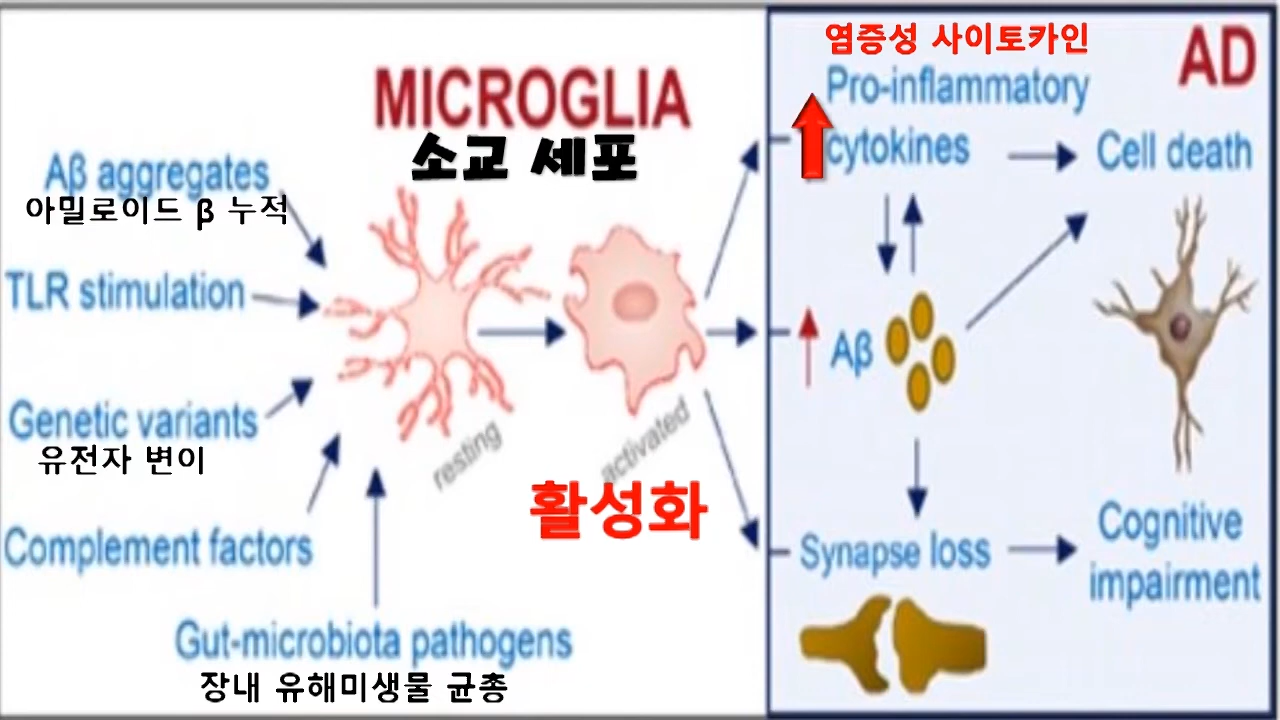 MICROGLIA
소교 세포
Aβ aggregates
아밀로이드 β 누적
TLR stimulation
Genetic variants
유전자 변이
Complement factors
Gut-microbiota pathogens
장내 유해미생물 균총
resting
activated
활성화
AD
염증성 사이토카인
Pro-inflammatory
cytokines
Cell death
Aβ
Synapse loss
Cognitive
impairment